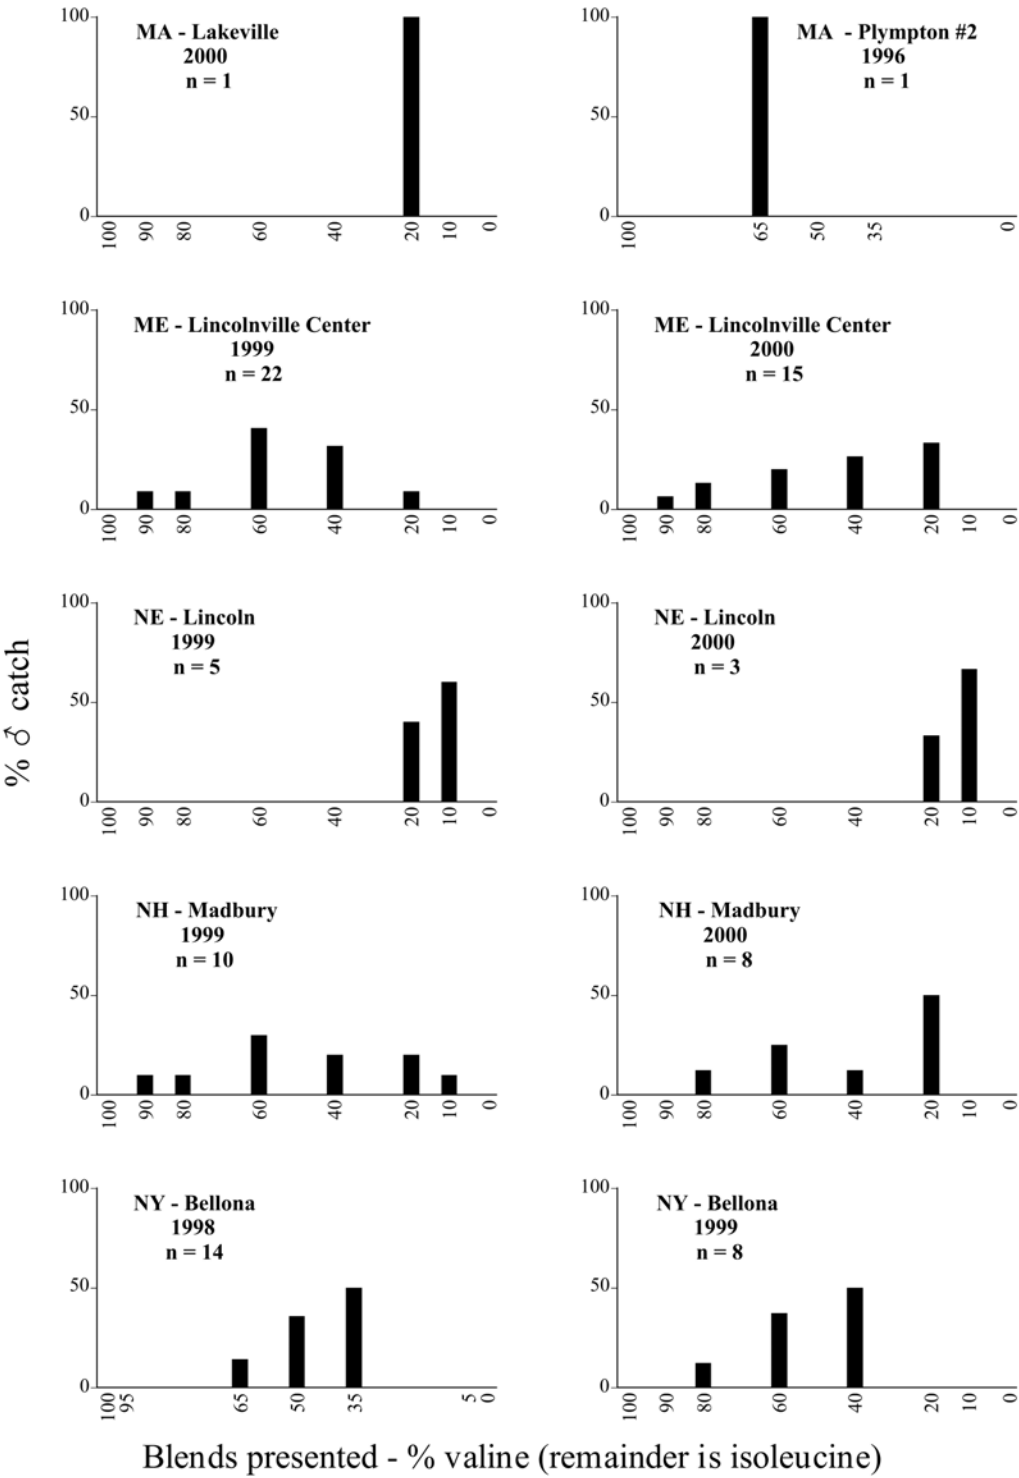 100
50
0
MA - Lakeville
2000
n = 1
100 90 80 60 40 20 10 0
100
50
0
MA - Plympton #2
1996
n = 1
100 65 50 35 0
100
50
0
ME - Lincolnville Center
1999
n = 22
100 90 80 60 40 20 10 0
100
50
0
ME - Lincolnville Center
2000
n = 15
100 90 80 60 40 20 10 0
% ♂ catch
100
50
0
NE - Lincoln
1999
n = 5
100 90 80 60 40 20 10 0
100
50
0
NE - Lincoln
2000
n = 3
100 90 80 60 40 20 10 0
100
50
0
NH - Madbury
1999
n = 10
100 90 80 60 40 20 10 0
100
50
0
NH - Madbury
2000
n = 8
100 90 80 60 40 20 10 0
100
50
0
NY - Bellona
1998
n = 14
100 95 65 50 35 5 0
100
50
0
NY - Bellona
1999
n = 8
100 90 80 60 40 20 10 0
Blends presented - % valine (remainder is isoleucine)